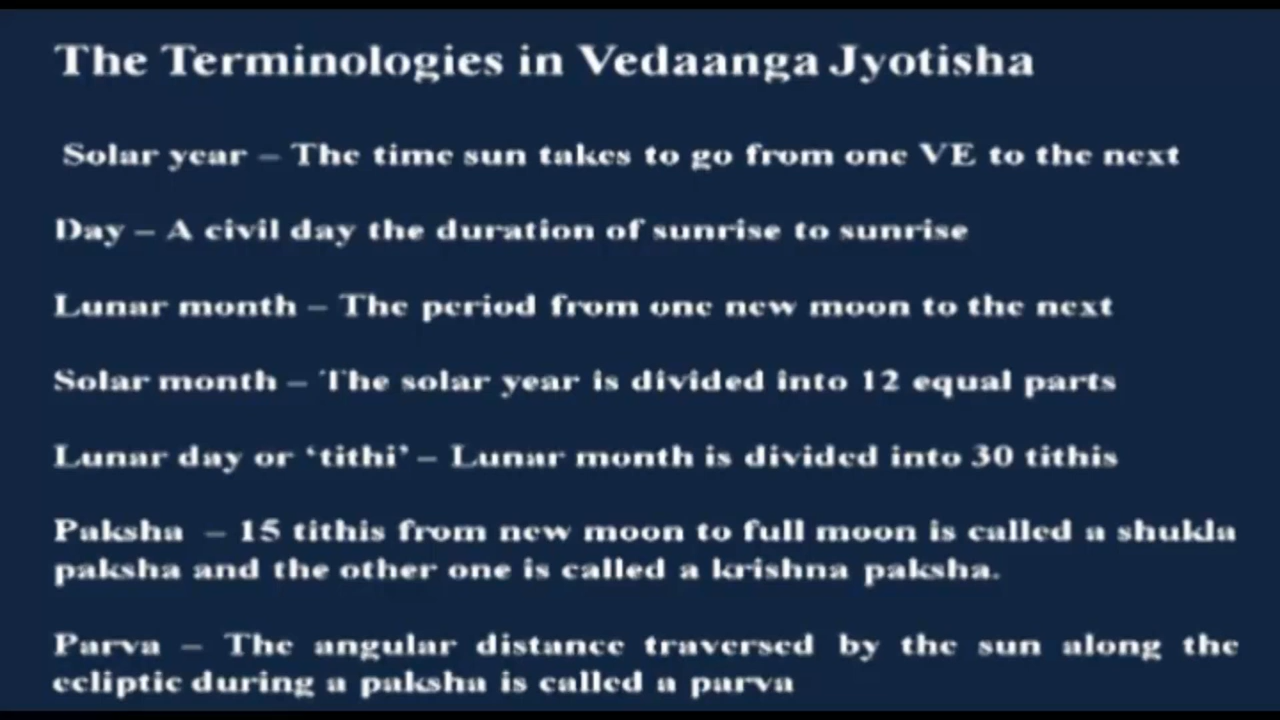 The Terminologies in Vedaanga Jyotisha
Solar year – The time sun takes to go from one VE to the next
Day – A civil day the duration of sunrise to sunrise
Lunar month – The period from one new moon to the next
Solar month – The solar year is divided into 12 equal parts
Lunar day or ‘tithi’ – Lunar month is divided into 30 tithis
Paksha – 15 tithis from new moon to full moon is called a shukla
paksha and the other one is called a krishna paksha.
Parva – The angular distance traversed by the sun along the
ecliptic during a paksha is called a parva